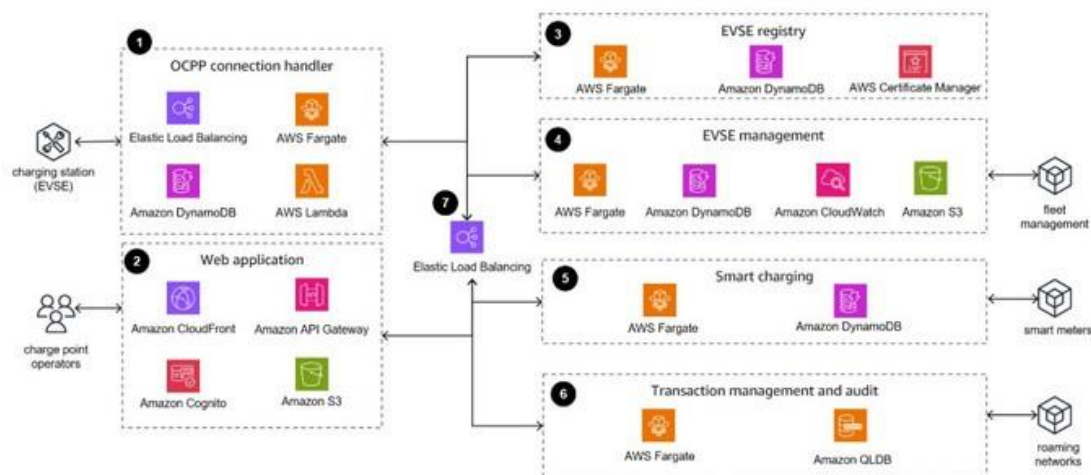 1
OCPP connection handler
Elastic Load Balancing
AWS Fargate
Amazon DynamoDB
AWS Lambda
charging station
(EVSE)
2
Web application
Amazon CloudFront
Amazon API Gateway
Amazon Cognito
Amazon S3
charge point
operators
7
Elastic Load Balancing
3
EVSE registry
AWS Fargate
Amazon DynamoDB
AWS Certificate Manager
4
EVSE management
AWS Fargate
Amazon DynamoDB
Amazon CloudWatch
Amazon S3
fleet
management
5
Smart charging
AWS Fargate
Amazon DynamoDB
smart meters
6
Transaction management and audit
AWS Fargate
Amazon QLDB
roaming
networks